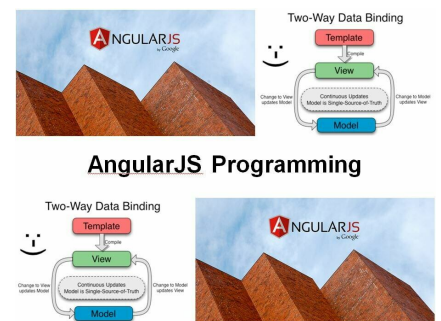 Two-Way Data Binding
ANGULARJS
by Google
Template
Compile
View
Change to View
updates Model
Continuous Updates
Model is Single-Source-of-Truth
Change to Model
updates View
Model
AngularJS Programming
Two-Way Data Binding
Template
Compile
View
Change to View
updates Model
Continuous Updates
Model is Single-Source-of-Truth
Change to Model
updates View
Model
ANGULARJS
by Google